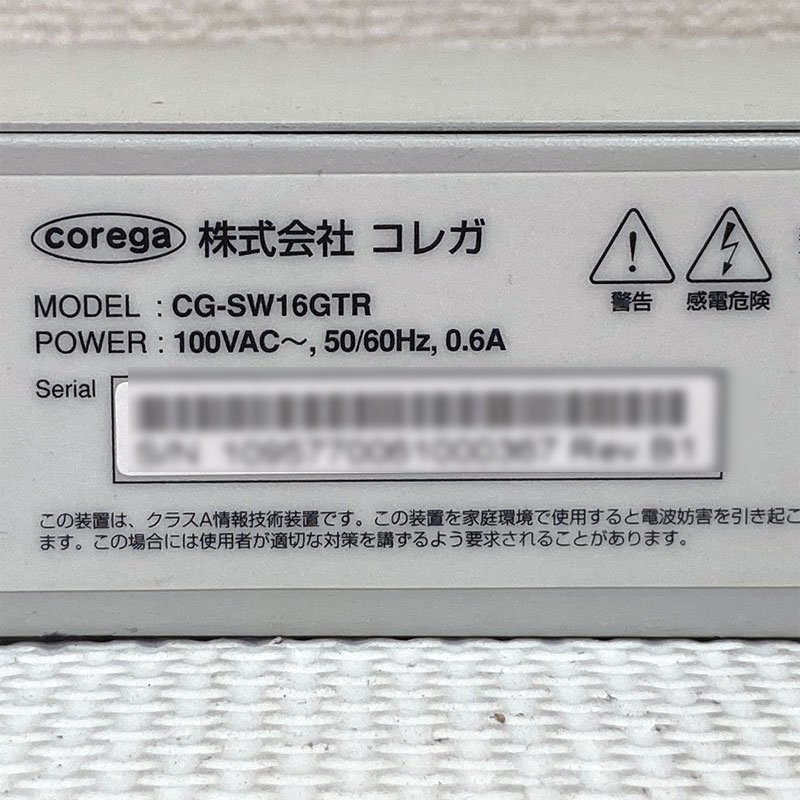 corega 株式会社 コレガ
警告 感電危険
MODEL : CG-SW16GTR
POWER : 100VAC～, 50/60Hz, 0.6A
Serial
この装置は、クラスA情報技術装置です。この装置を家庭環境で使用すると電波妨害を引き起こ
ます。この場合には使用者が適切な対策を講ずるよう要求されることがあります。